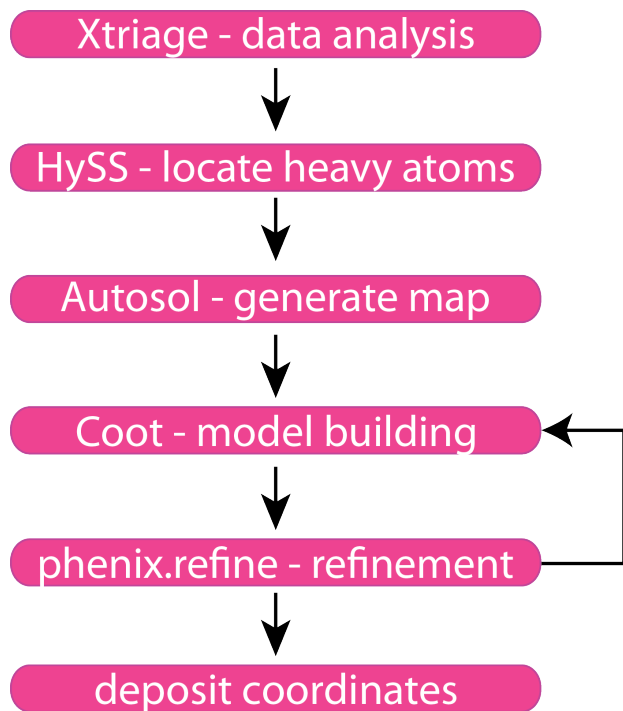 Xtriage - data analysis
HySS - locate heavy atoms
Autosol - generate map
Coot - model building
phenix.refine - refinement
deposit coordinates